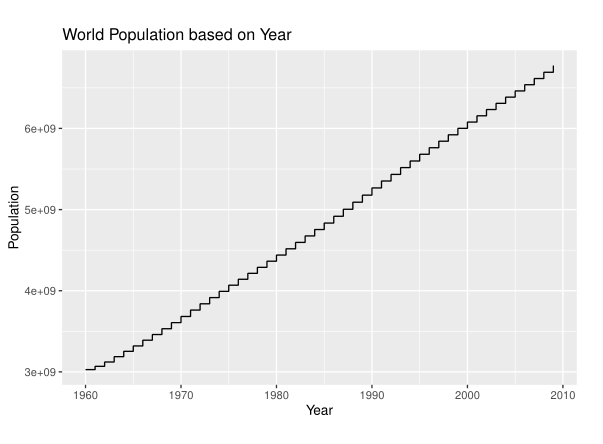 World Population based on Year
6e+09
5e+09
4e+09
3e+09
Population
1960 1970 1980 1990 2000 2010
Year